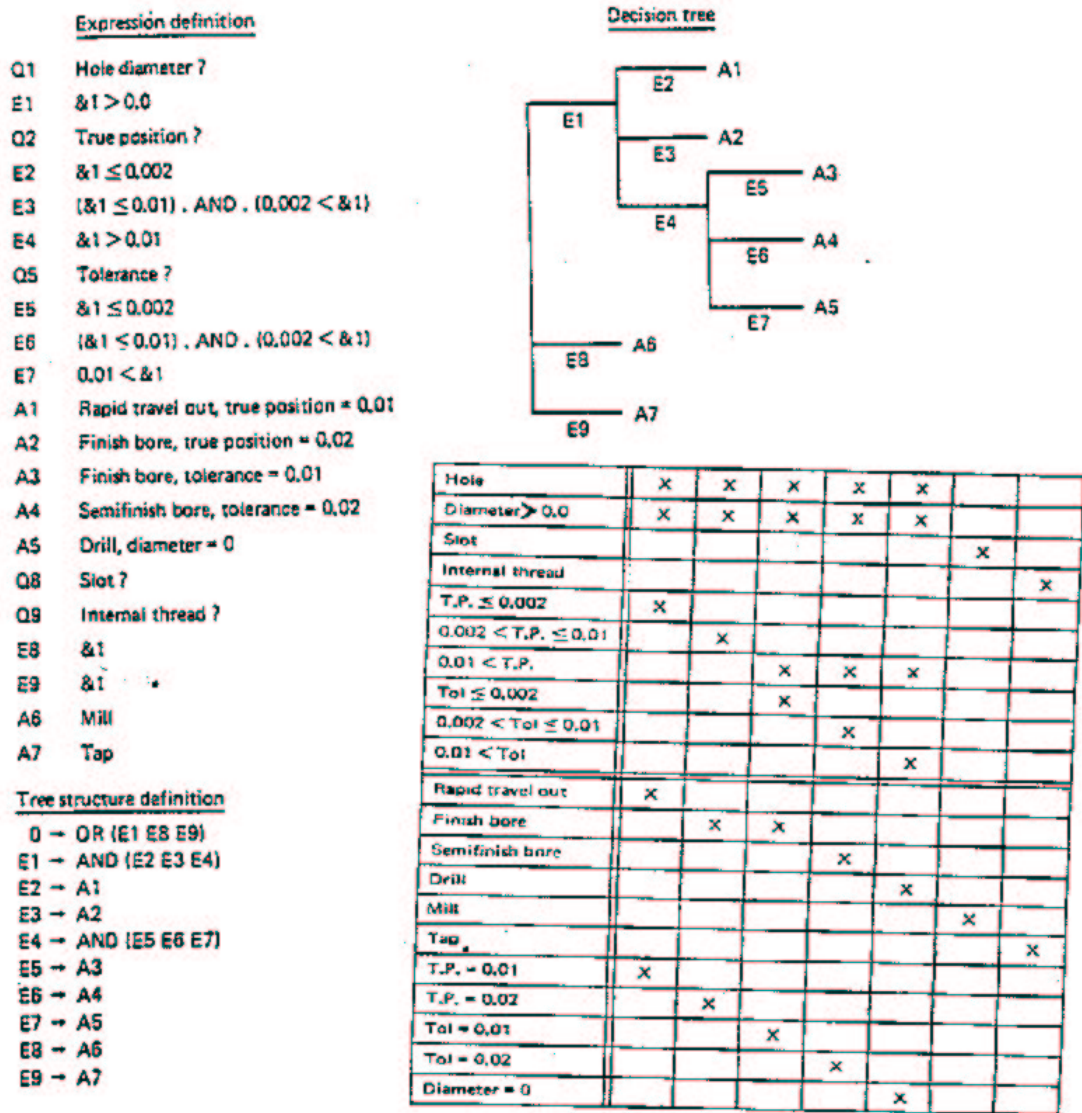 Expression definition
Q1 Hole diameter ?
E1 &1 > 0.0
Q2 True position ?
E2 &1 ≤ 0.002
E3 (&1 ≤ 0.01) . AND . (0.002 < &1)
E4 &1 > 0.01
Q5 Tolerance ?
E5 &1 ≤ 0.002
E6 (&1 ≤ 0.01) . AND . (0.002 < &1)
E7 0.01 < &1
A1 Rapid travel out, true position = 0.01
A2 Finish bore, true position = 0.02
A3 Finish bore, tolerance = 0.01
A4 Semifinish bore, tolerance = 0.02
A5 Drill, diameter = 0
Q8 Slot ?
Q9 Internal thread ?
E8 &1
E9 &1
A6 Mill
A7 Tap
Tree structure definition
0 → OR (E1 E8 E9)
E1 → AND (E2 E3 E4)
E2 → A1
E3 → A2
E4 → AND (E5 E6 E7)
E5 → A3
E6 → A4
E7 → A5
E8 → A6
E9 → A7
Decision tree
E2 A1
E1
E3 A2
E5 A3
E4
E6 A4
E7 A5
E8 A6
E9 A7
Hole × × × × ×
Diameter > 0.0 × × × × ×
Slot ×
Internal thread ×
T.P. ≤ 0.002 ×
0.002 < T.P. ≤ 0.01 ×
0.01 < T.P. × × ×
Tol ≤ 0.002 ×
0.002 < Tol ≤ 0.01 ×
0.01 < Tol ×
Rapid travel out ×
Finish bore × ×
Semifinish bore ×
Drill ×
Mill ×
Tap ×
T.P. = 0.01 ×
T.P. = 0.02 ×
Tol = 0.01 ×
Tol = 0.02 ×
Diameter = 0 ×